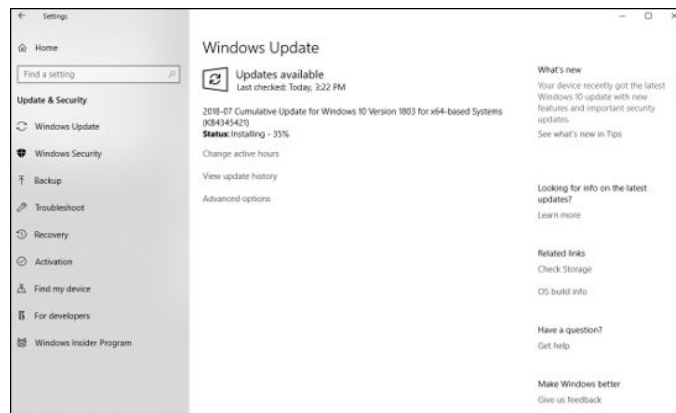 Settings
Home
Find a setting
Update & Security
Windows Update
Windows Security
Backup
Troubleshoot
Recovery
Activation
Find my device
For developers
Windows Insider Program
Windows Update
Updates available
Last checked: Today, 3:22 PM
2018-07 Cumulative Update for Windows 10 Version 1803 for x64-based Systems
(KB4345421)
Status: Installing - 35%
Change active hours
View update history
Advanced options
What's new
Your device recently got the latest
Windows 10 update with new
features and important security
updates.
See what's new in Tips
Looking for info on the latest
updates?
Learn more
Related links
Check Storage
OS build info
Have a question?
Get help
Make Windows better
Give us feedback